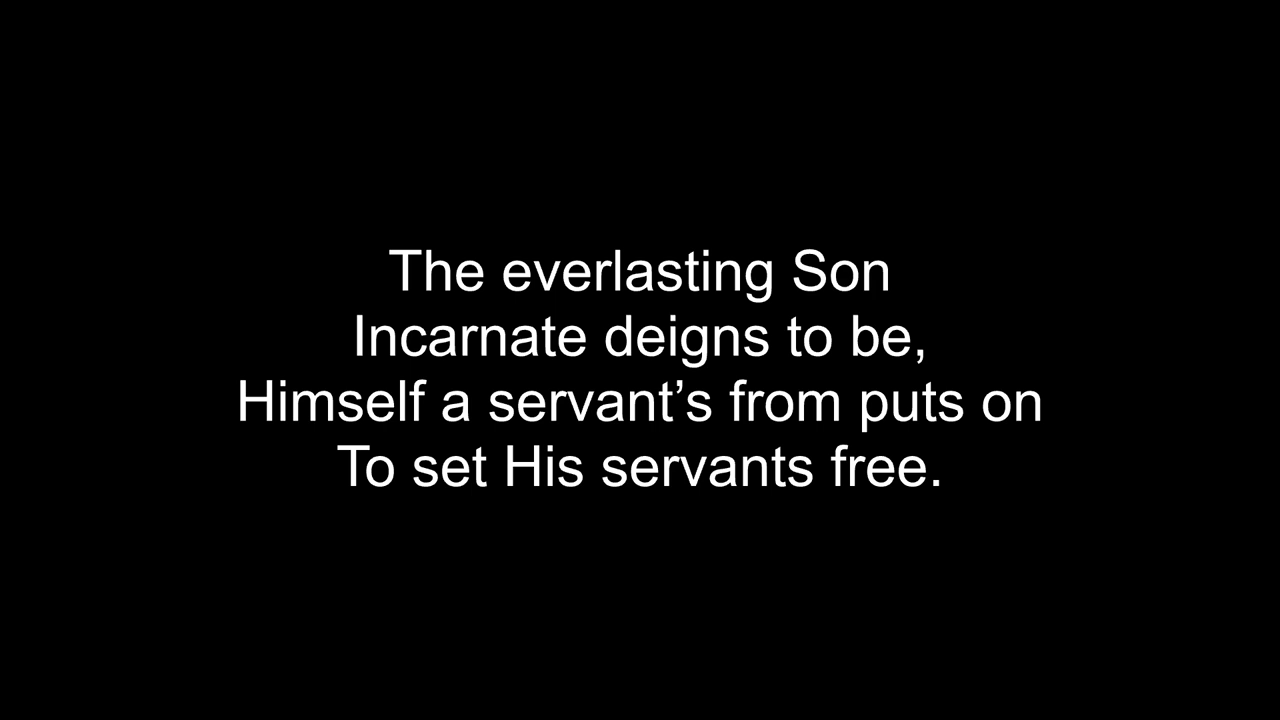 The everlasting Son
Incarnate deigns to be,
Himself a servant’s from puts on
To set His servants free.